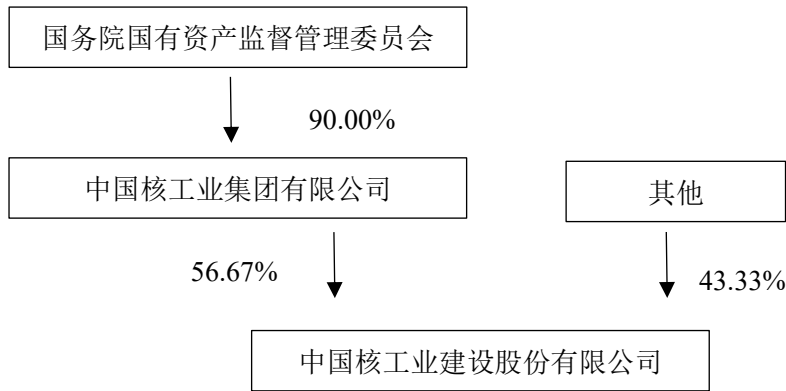 国务院国有资产监督管理委员会
90.00%
中国核工业集团有限公司
其他
56.67%
43.33%
中国核工业建设股份有限公司